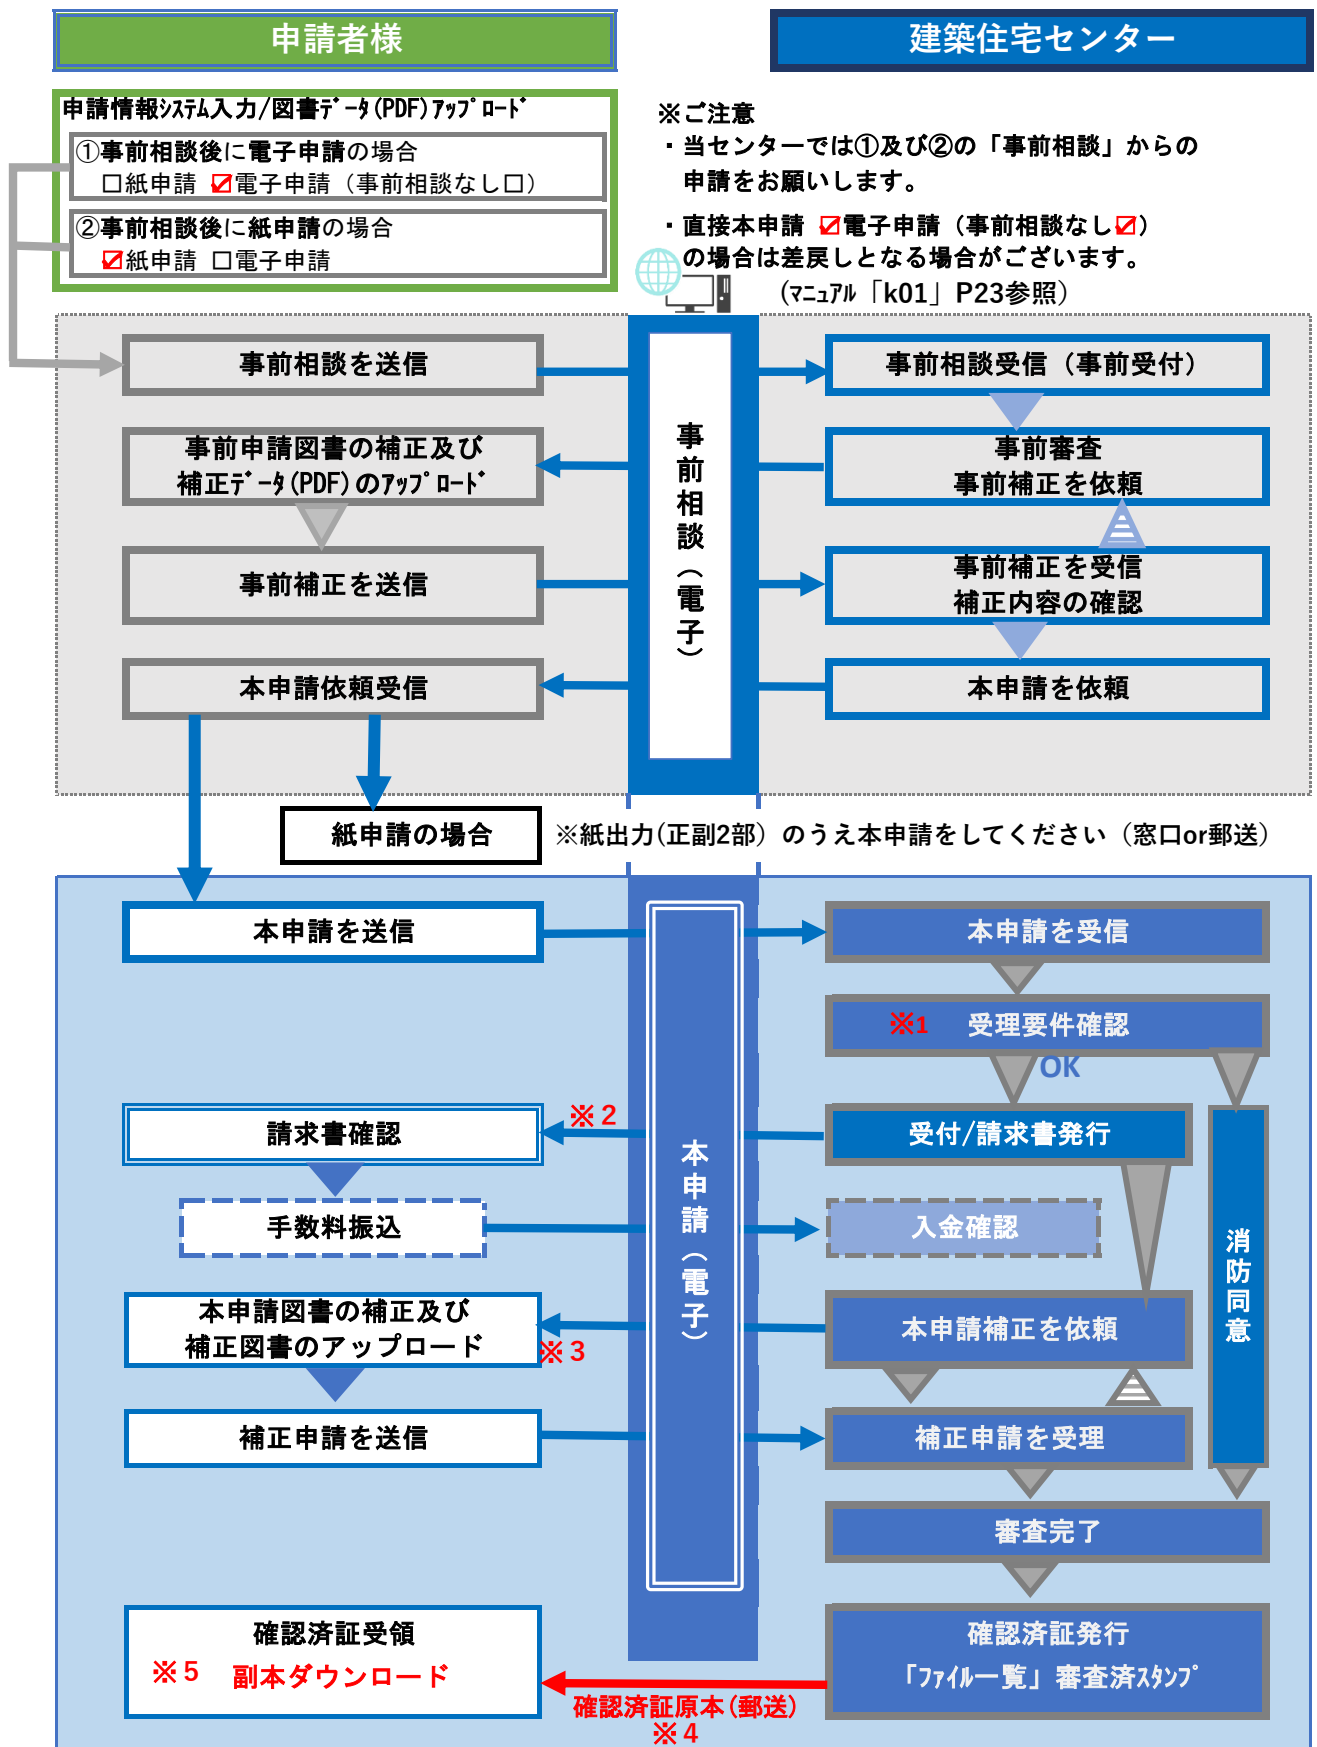 申請者様
建築住宅センター
申請情報ｼｽﾃﾑ入力/図書ﾃﾞｰﾀ(PDF)ｱｯﾌﾟﾛｰﾄﾞ
①事前相談後に電子申請の場合
□紙申請 ☑電子申請（事前相談なし□）
②事前相談後に紙申請の場合
☑紙申請 □電子申請
※ご注意
・当センターでは①及び②の「事前相談」からの
申請をお願いします。
・直接本申請 ☑電子申請（事前相談なし☑）
の場合は差戻しとなる場合がございます。
(ﾏﾆｭｱﾙ「k01」P23参照）
事前相談を送信
事前相談受信（事前受付）
事前申請図書の補正及び
補正ﾃﾞｰﾀ(PDF)のｱｯﾌﾟﾛｰﾄﾞ
事前審査
事前補正を依頼
事前相談（電子）
事前補正を送信
事前補正を受信
補正内容の確認
本申請依頼受信
本申請を依頼
紙申請の場合
※紙出力(正副2部）のうえ本申請をしてください（窓口or郵送）
本申請を送信
本申請を受信
※1 受理要件確認
OK
請求書確認
※２
受付/請求書発行
本申請（電子）
手数料振込
入金確認
消防同意
本申請図書の補正及び
補正図書のアップロード
※３
本申請補正を依頼
補正申請を送信
補正申請を受理
審査完了
確認済証受領
※５ 副本ダウンロード
確認済証発行
「ﾌｧｲﾙ一覧」審査済ｽﾀﾝﾌﾟ
確認済証原本(郵送)
※４